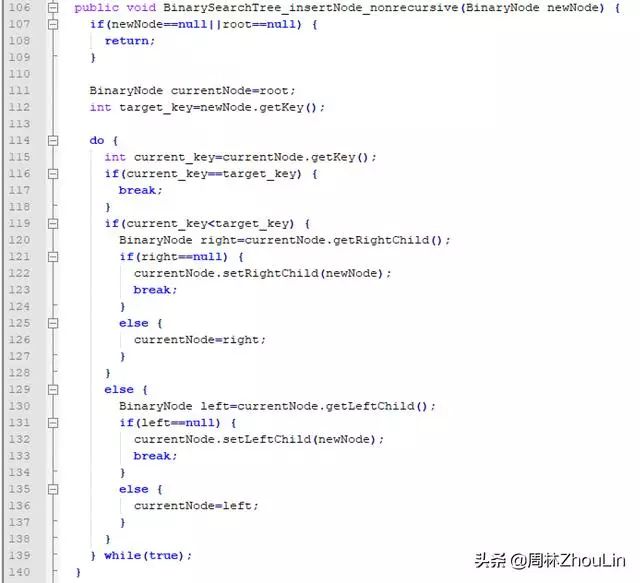 106 public void BinarySearchTree_insertNode_nonrecursive(BinaryNode newNode) {
107 if(newNode==null||root==null) {
108 return;
109 }
110
111 BinaryNode currentNode=root;
112 int target_key=newNode.getKey();
113
114 do {
115 int current_key=currentNode.getKey();
116 if(current_key==target_key) {
117 break;
118 }
119 if(current_key<target_key) {
120 BinaryNode right=currentNode.getRightChild();
121 if(right==null) {
122 currentNode.setRightChild(newNode);
123 break;
124 }
125 else {
126 currentNode=right;
127 }
128 }
129 else {
130 BinaryNode left=currentNode.getLeftChild();
131 if(left==null) {
132 currentNode.setLeftChild(newNode);
133 break;
134 }
135 else {
136 currentNode=left;
137 }
138 }
139 } while(true);
140 }
头条 @周林ZhouLin